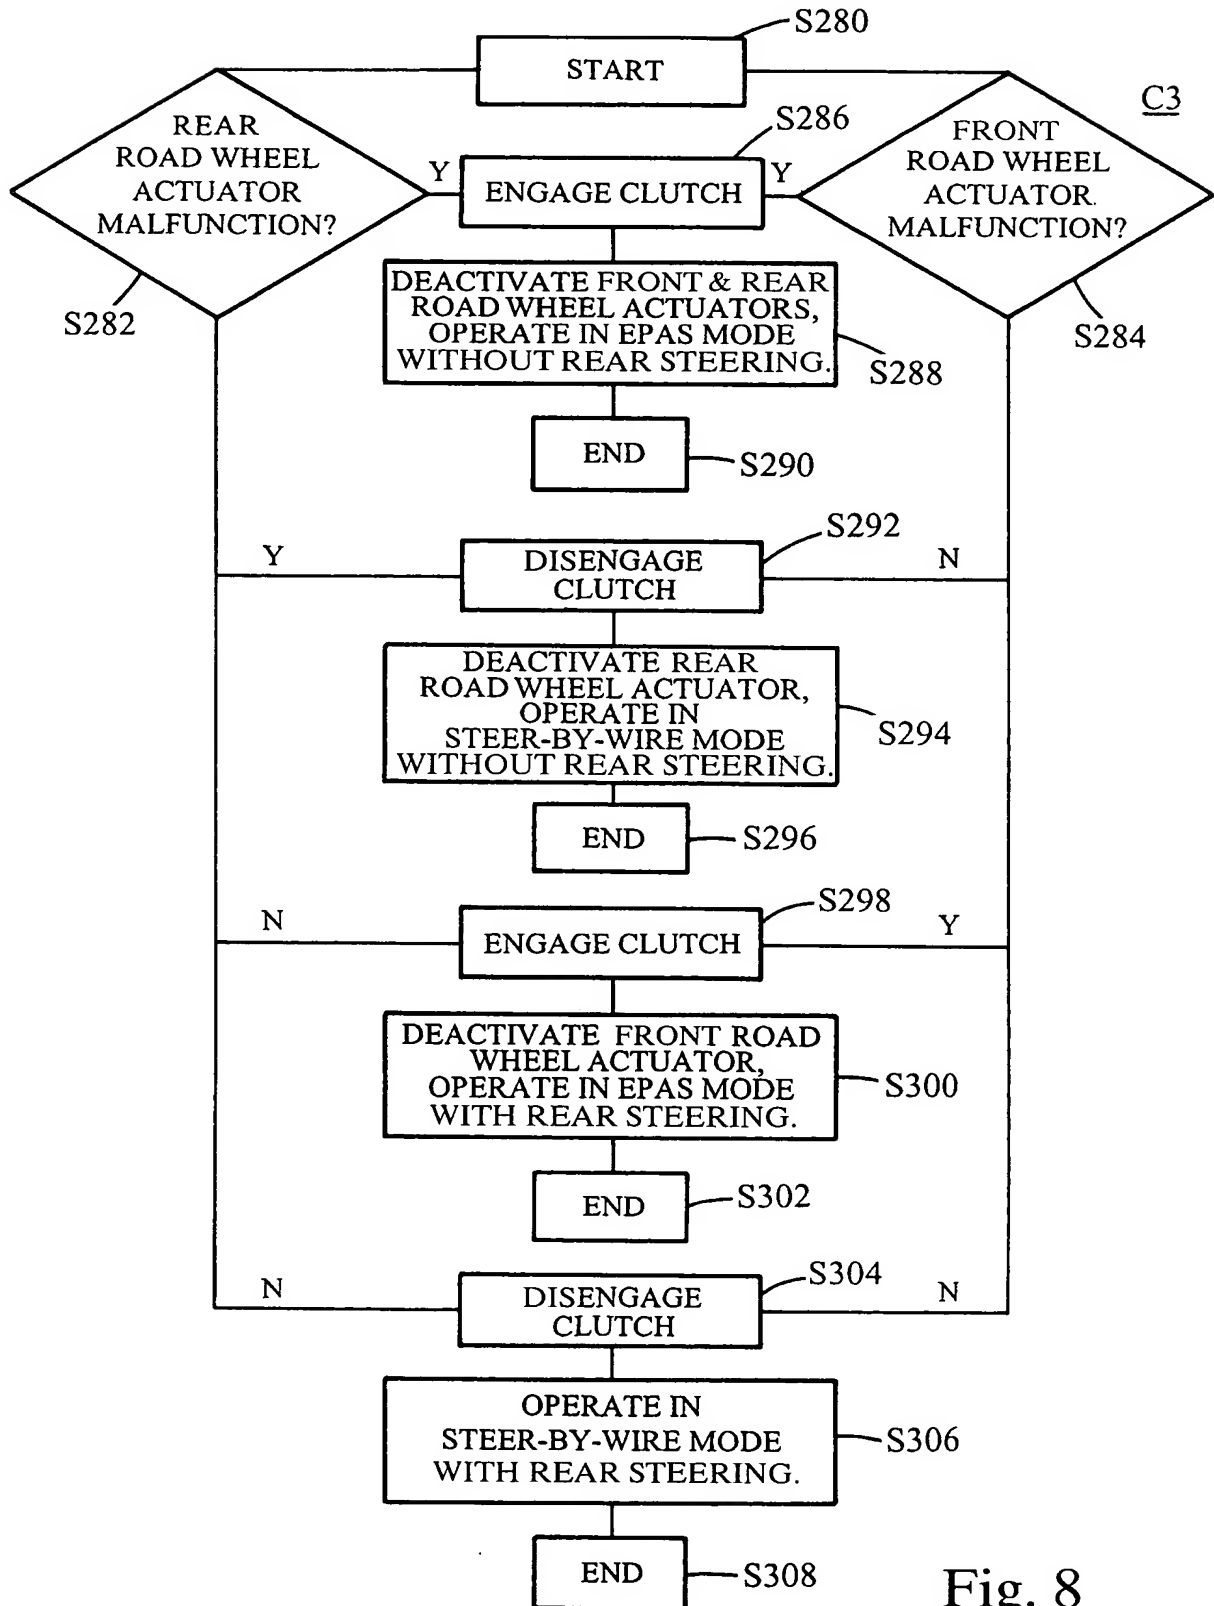 S280
START
C3
REAR
ROAD WHEEL
ACTUATOR
MALFUNCTION?
S282
Y
S286
ENGAGE CLUTCH
Y
FRONT
ROAD WHEEL
ACTUATOR.
MALFUNCTION?
S284
DEACTIVATE FRONT & REAR
ROAD WHEEL ACTUATORS,
OPERATE IN EPAS MODE
WITHOUT REAR STEERING.
S288
END
S290
Y
S292
DISENGAGE
CLUTCH
N
DEACTIVATE REAR
ROAD WHEEL ACTUATOR,
OPERATE IN
STEER-BY-WIRE MODE
WITHOUT REAR STEERING.
S294
END
S296
N
S298
ENGAGE CLUTCH
Y
DEACTIVATE FRONT ROAD
WHEEL ACTUATOR,
OPERATE IN EPAS MODE
WITH REAR STEERING.
S300
END
S302
N
S304
DISENGAGE
CLUTCH
N
OPERATE IN
STEER-BY-WIRE MODE
WITH REAR STEERING.
S306
END
S308
Fig. 8